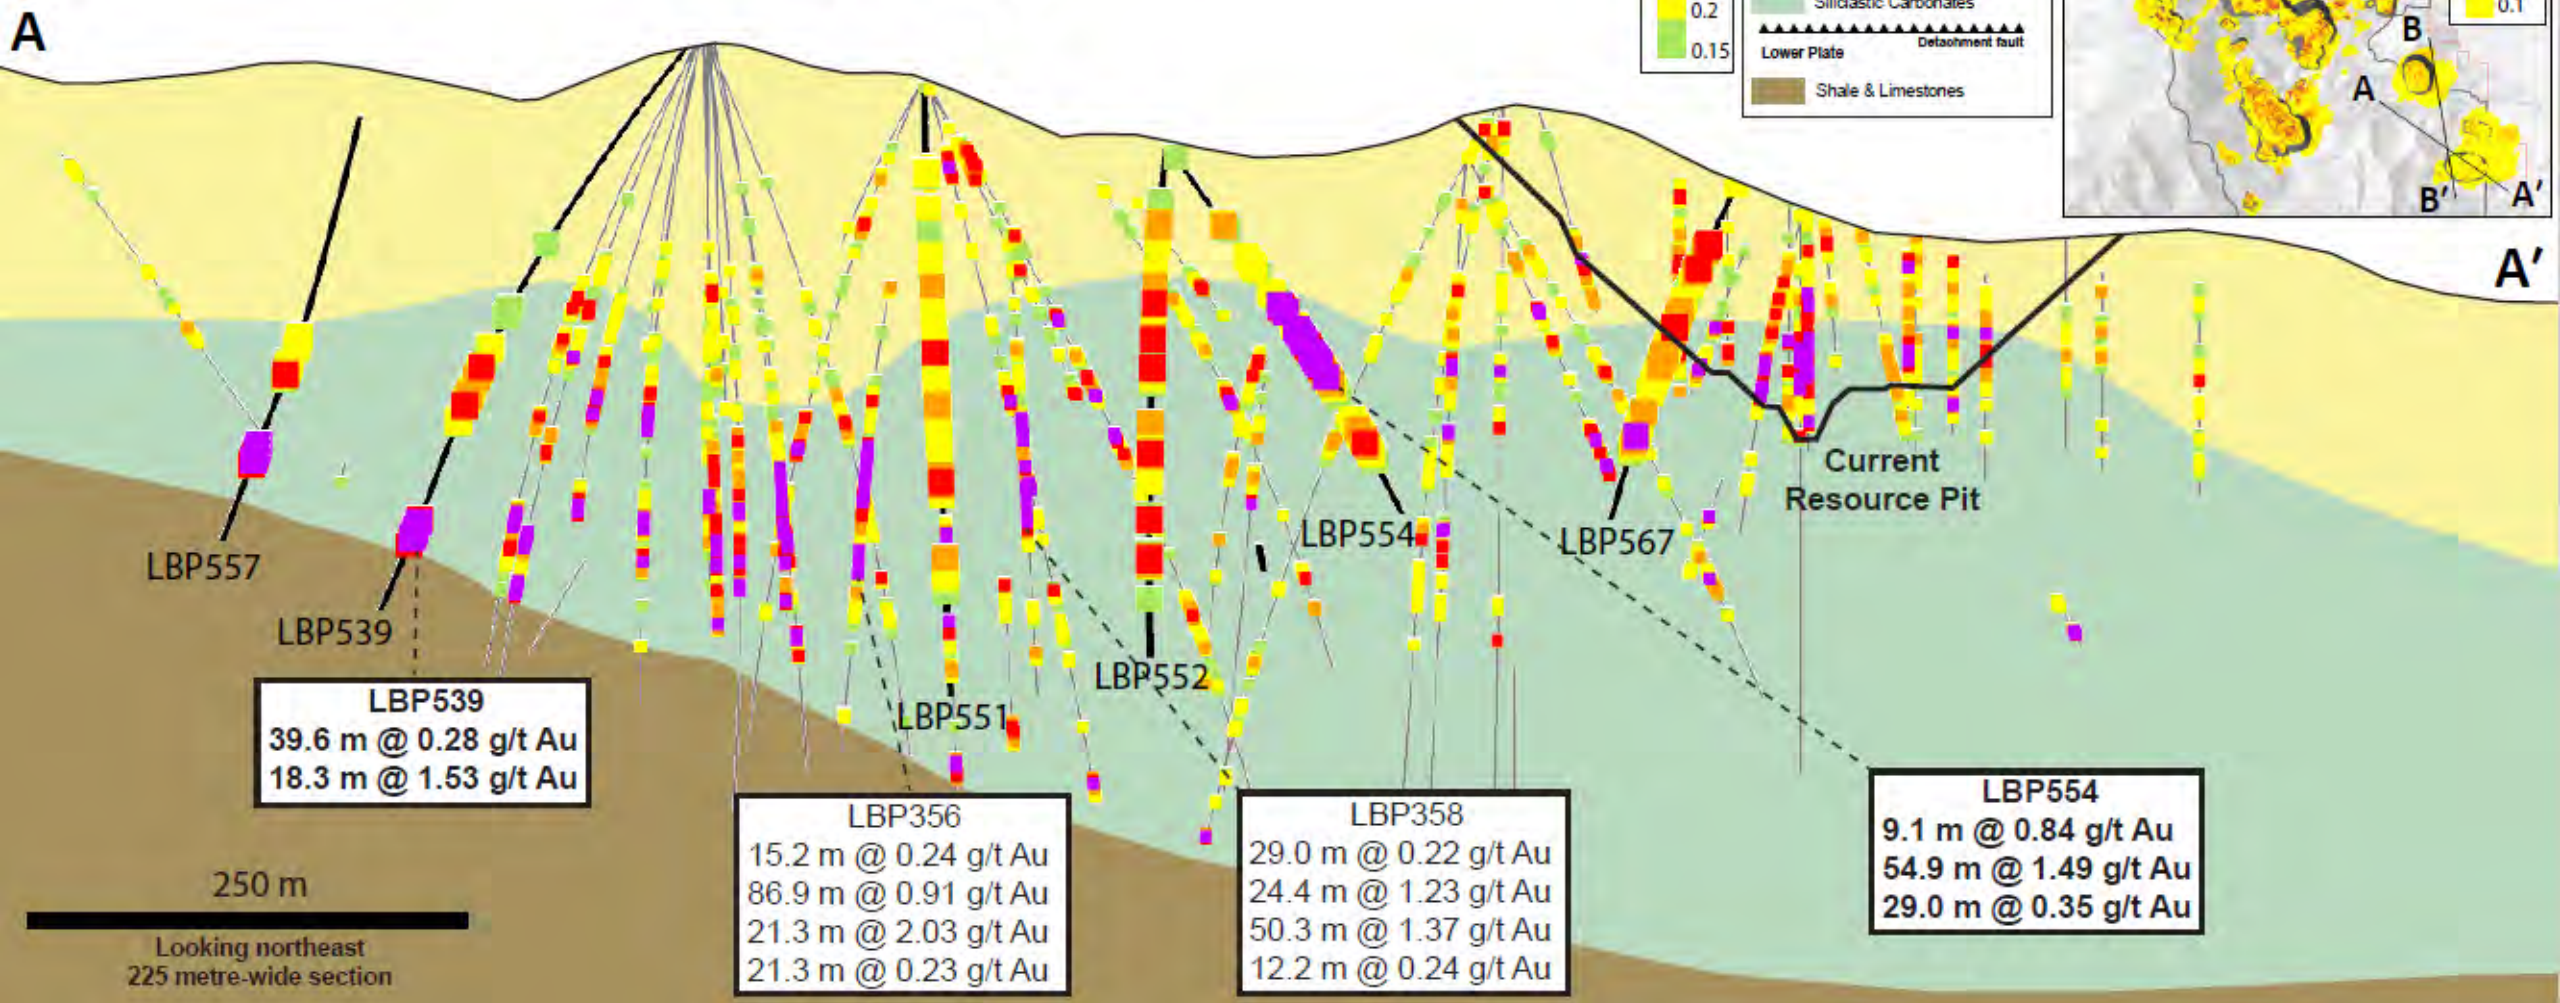 A
0.2
0.15
Siliclastic Carbonates
Detachment fault
Lower Plate
Shale & Limestones
0.1
B
A
B'
A'
A'
Current
Resource Pit
LBP557
LBP539
LBP551
LBP552
LBP554
LBP567
LBP539
39.6 m @ 0.28 g/t Au
18.3 m @ 1.53 g/t Au
LBP356
15.2 m @ 0.24 g/t Au
86.9 m @ 0.91 g/t Au
21.3 m @ 2.03 g/t Au
21.3 m @ 0.23 g/t Au
LBP358
29.0 m @ 0.22 g/t Au
24.4 m @ 1.23 g/t Au
50.3 m @ 1.37 g/t Au
12.2 m @ 0.24 g/t Au
LBP554
9.1 m @ 0.84 g/t Au
54.9 m @ 1.49 g/t Au
29.0 m @ 0.35 g/t Au
250 m
Looking northeast
225 metre-wide section